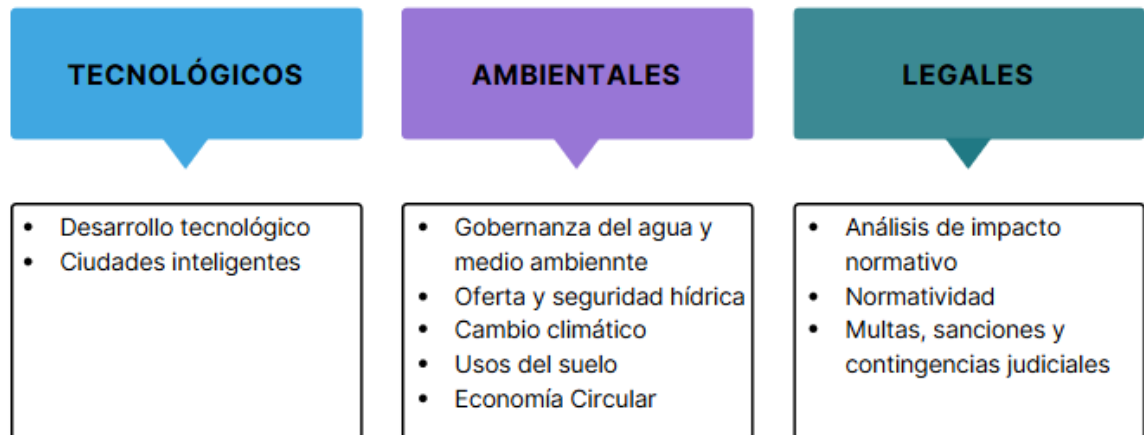 TECNOLÓGICOS
• Desarrollo tecnológico
• Ciudades inteligentes
AMBIENTALES
• Gobernanza del agua y
medio ambiennte
• Oferta y seguridad hídrica
• Cambio climático
• Usos del suelo
• Economía Circular
LEGALES
• Análisis de impacto
normativo
• Normatividad
• Multas, sanciones y
contingencias judiciales